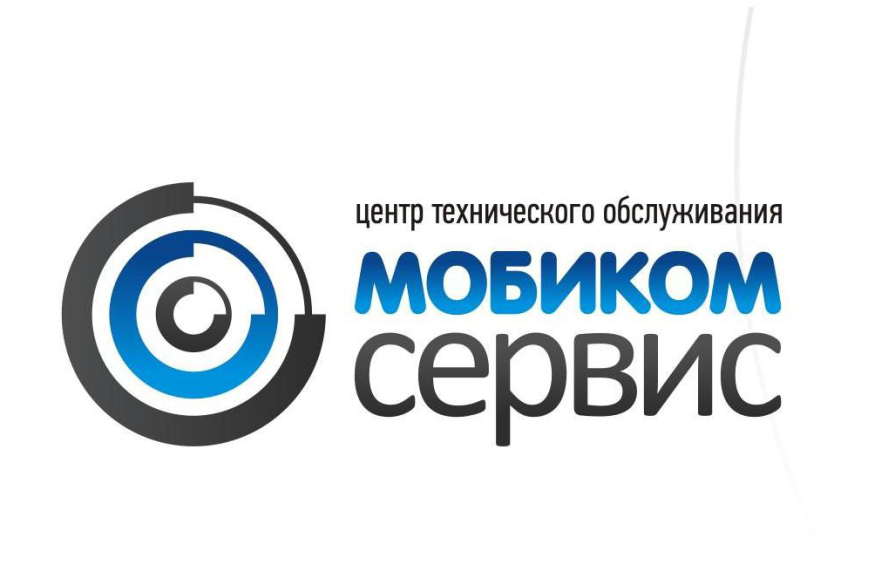 центр технического обслуживания
МОБИКОМ
сервис